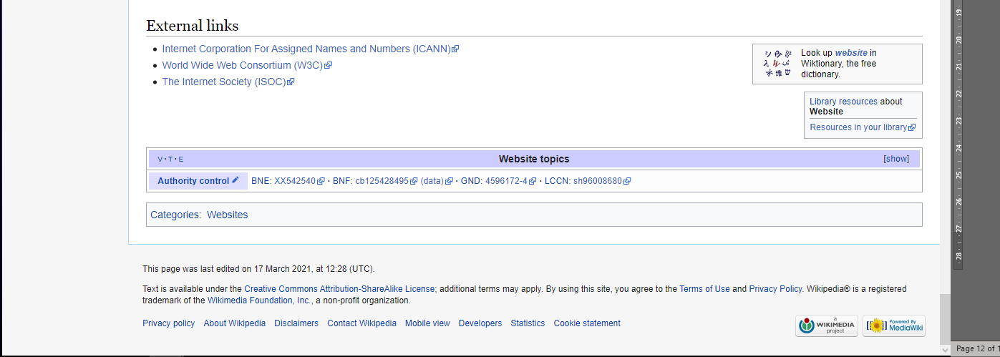 External links
Internet Corporation For Assigned Names and Numbers (ICANN)
World Wide Web Consortium (W3C)
The Internet Society (ISOC)
Look up website in
Wiktionary, the free
dictionary.
Library resources about
Website
Resources in your library
V · T · E Website topics [show]
Authority control BNE: XX542540 · BNF: cb125428495 (data) · GND: 4596172-4 · LCCN: sh96008680
Categories: Websites
This page was last edited on 17 March 2021, at 12:28 (UTC).
Text is available under the Creative Commons Attribution-ShareAlike License; additional terms may apply. By using this site, you agree to the Terms of Use and Privacy Policy. Wikipedia® is a registered
trademark of the Wikimedia Foundation, Inc., a non-profit organization.
Privacy policy About Wikipedia Disclaimers Contact Wikipedia Mobile view Developers Statistics Cookie statement
a
WIKIMEDIA
project
Powered By
MediaWiki
19
20
21
22
23
24
25
26
27
28
Page 12 of 1